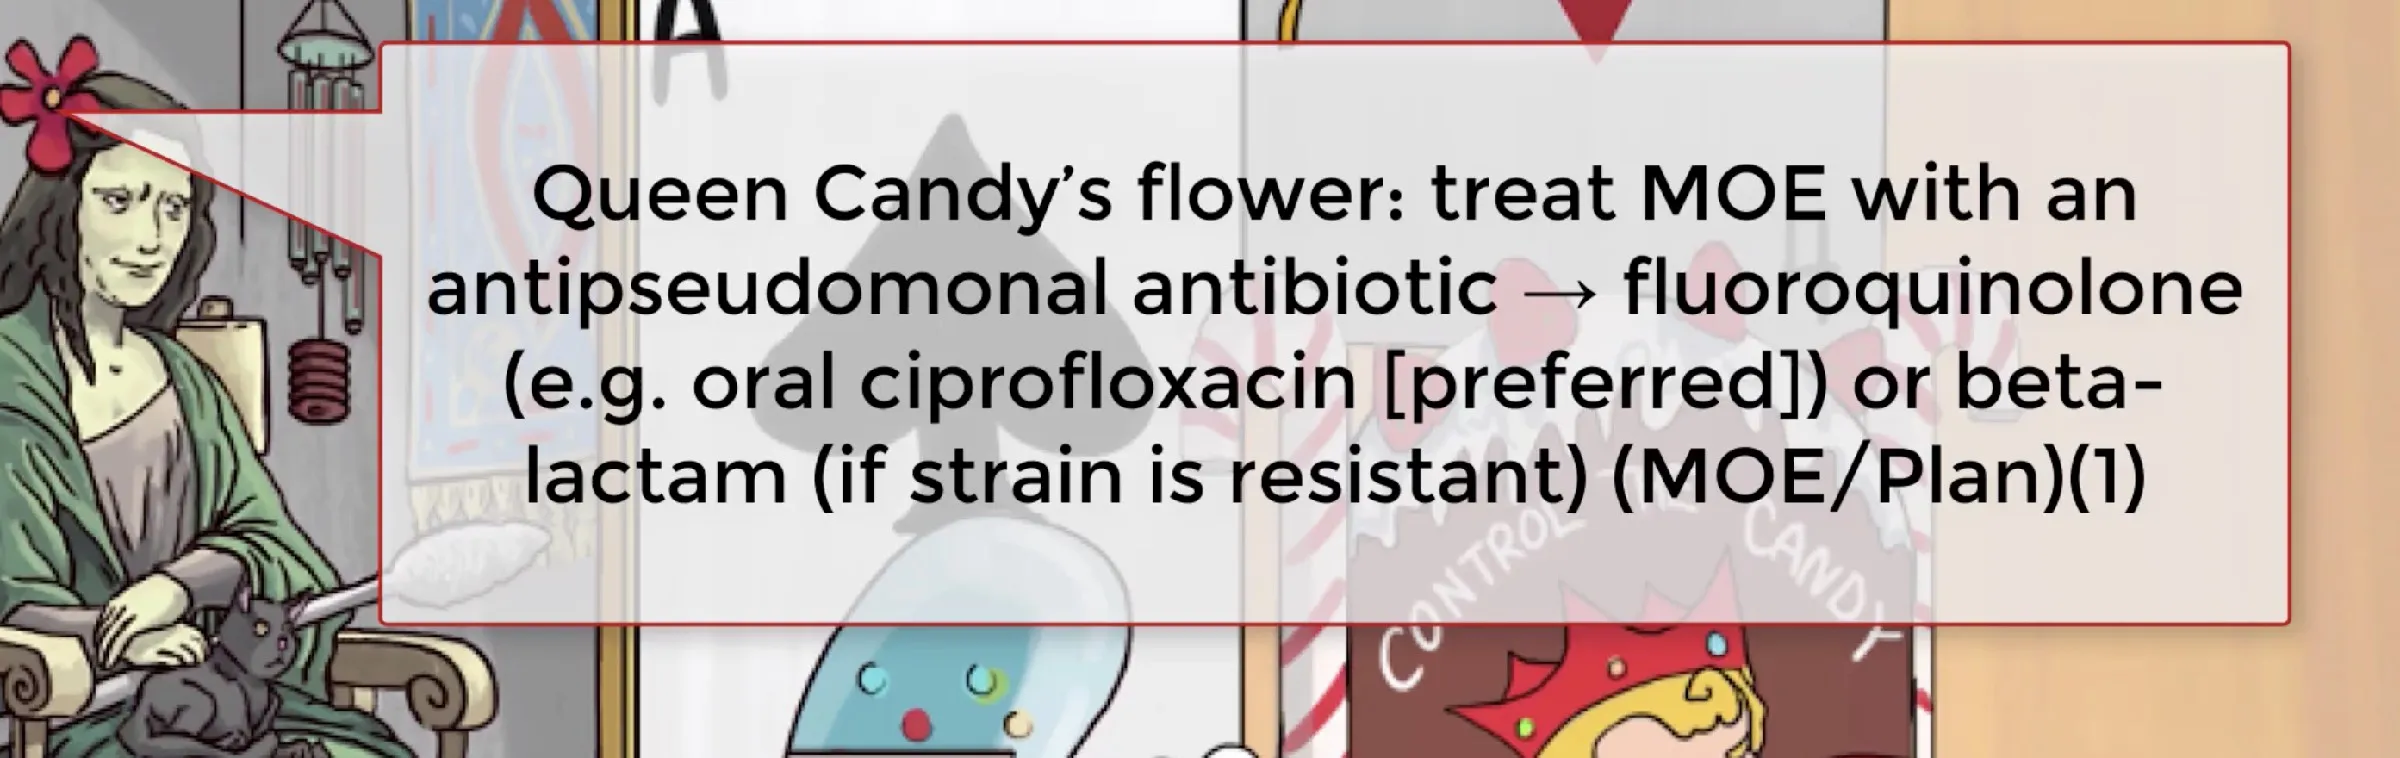 A
Queen Candy’s flower: treat MOE with an
antipseudomonal antibiotic → fluoroquinolone
(e.g. oral ciprofloxacin [preferred]) or beta-
lactam (if strain is resistant) (MOE/Plan)(1)
CONTROL THE CANDY